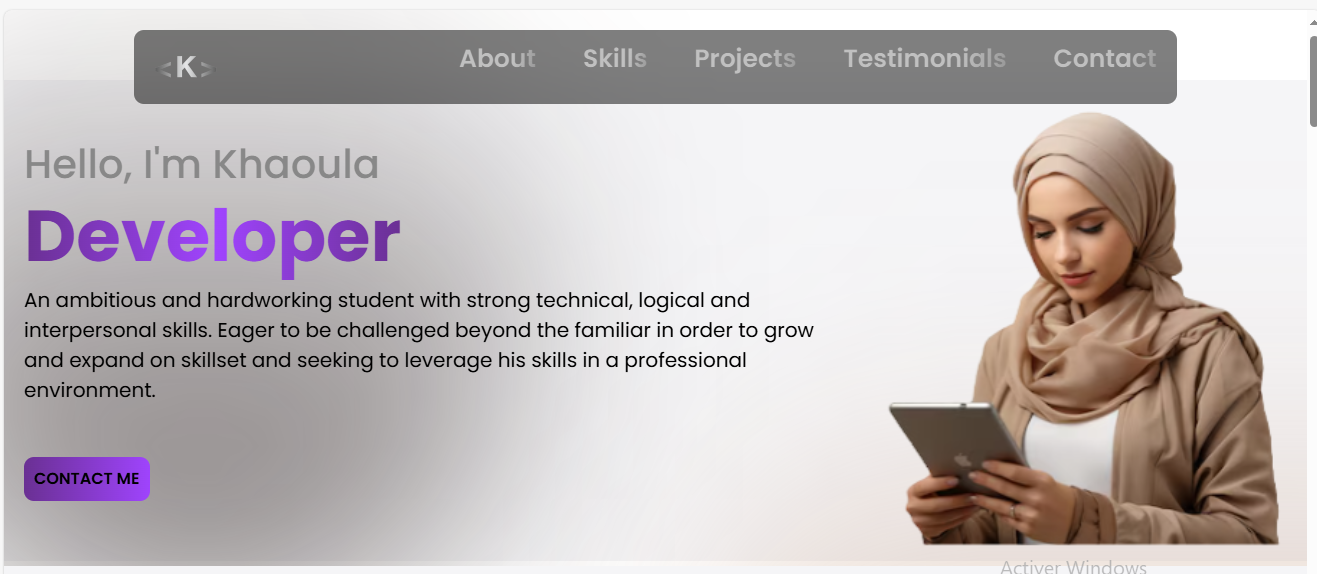 <K>
About Skills Projects Testimonials Contact
Hello, I'm Khaoula
Developer
An ambitious and hardworking student with strong technical, logical and
interpersonal skills. Eager to be challenged beyond the familiar in order to grow
and expand on skillset and seeking to leverage his skills in a professional
environment.
CONTACT ME
Activer Windows